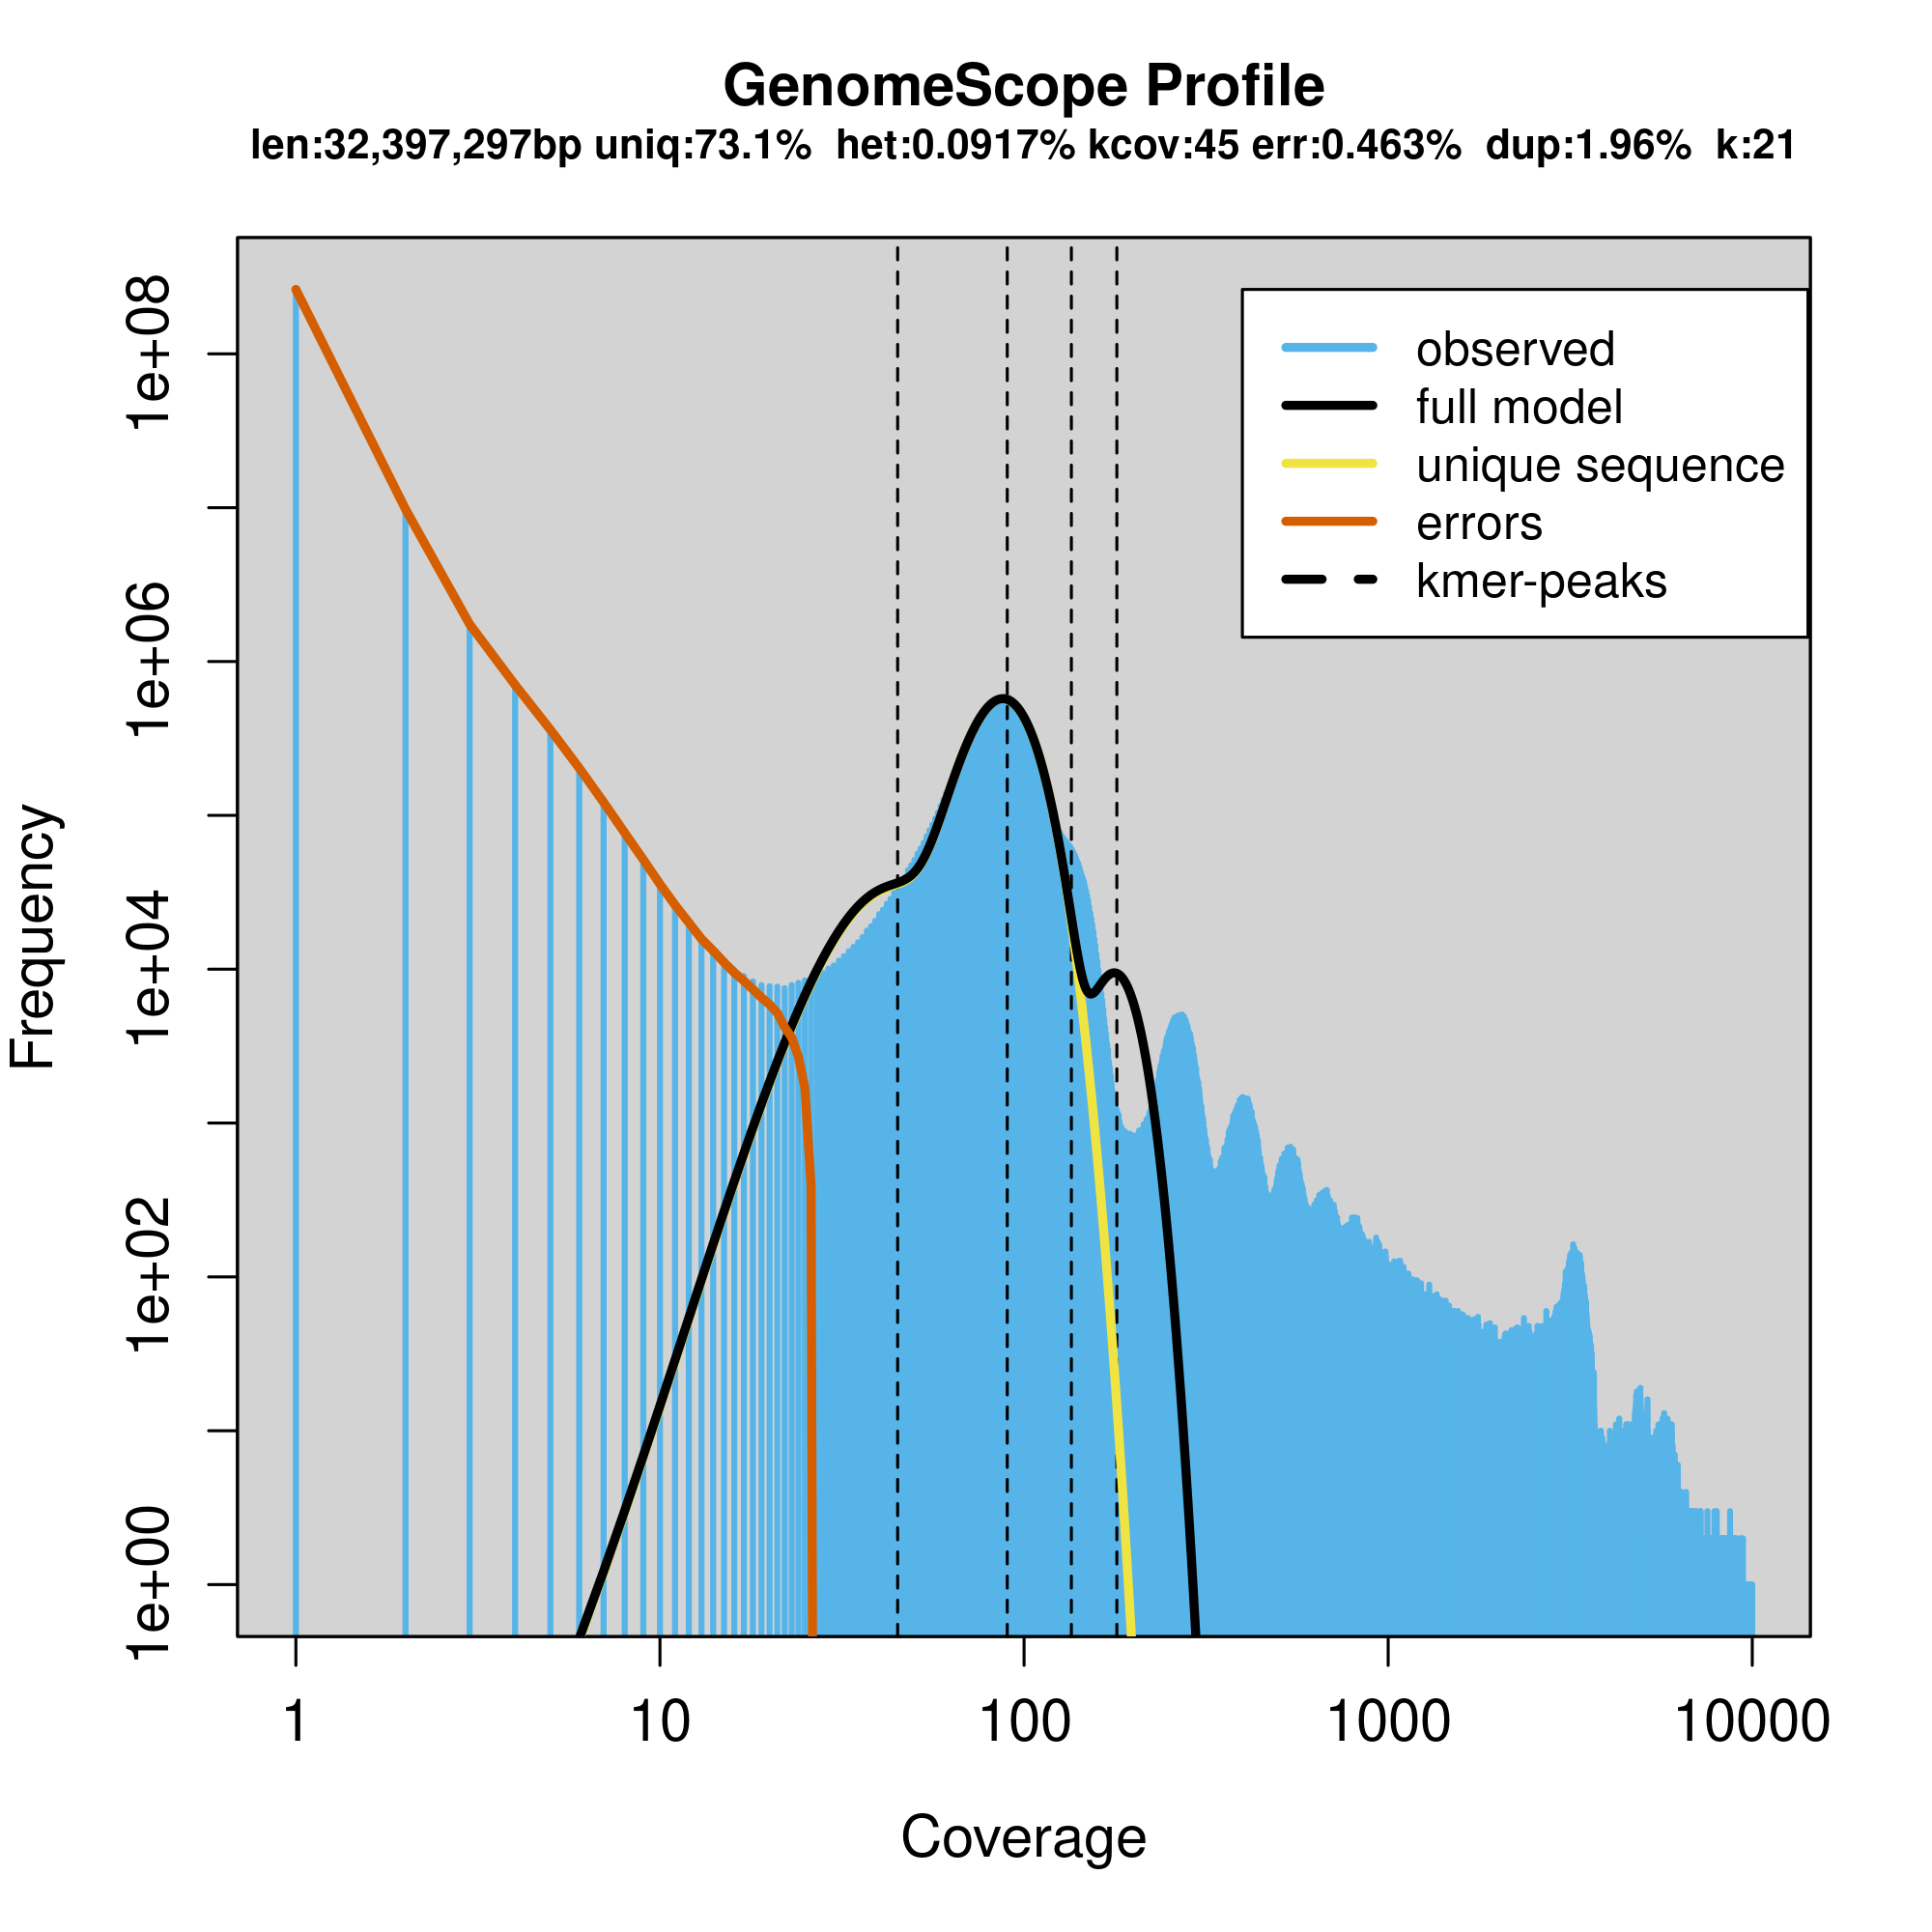 GenomeScope Profile
len:32,397,297bp uniq:73.1% het:0.0917% kcov:45 err:0.463% dup:1.96% k:21
observed
full model
unique sequence
errors
kmer-peaks
Frequency
1e+08
1e+06
1e+04
1e+02
1e+00
1 10 100 1000 10000
Coverage